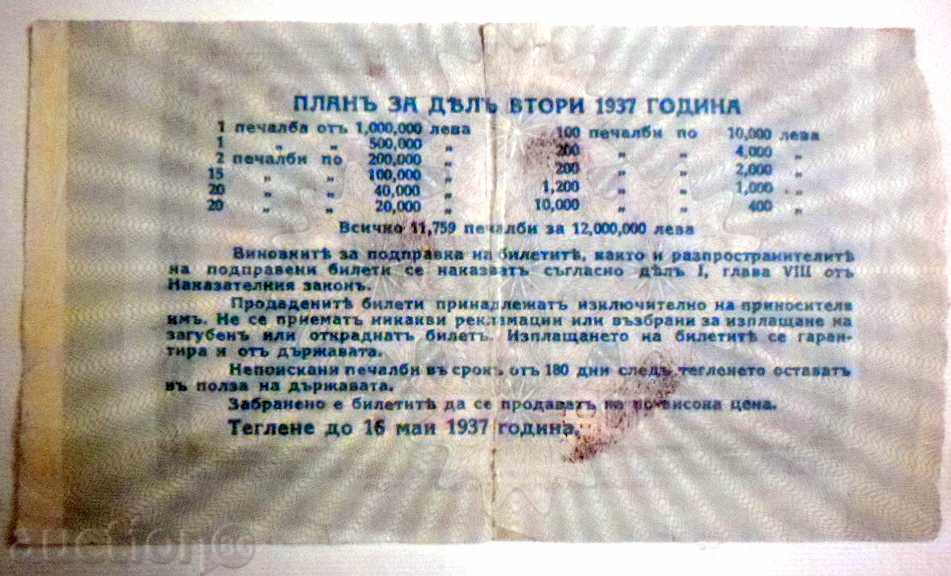 ПЛАНЪ ЗА ДѢЛЪ ВТОРИ 1937 ГОДИНА
1 печалба отъ 1,000,000 лева
1 „ „ 500,000 „
2 печалби по 200,000 „
15 „ „ 100,000 „
20 „ „ 40,000 „
20 „ „ 20,000 „
100 печалби по 10,000 лева
200 „ „ 4,000 „
200 „ „ 2,000 „
1,200 „ „ 1,000 „
10,000 „ „ 400 „
Всичко 11,759 печалби за 12,000,000 лева
Виновнитѣ за подправка на билетитѣ, както и разпространителитѣ
на подправени билети се наказватъ съгласно дѣлъ I, глава VIII отъ
Наказателния законъ.
Продаденитѣ билети принадлежатъ изключително на приносителя
имъ. Не се приематъ никакви рекламации или възбрани за изплащане на
загубенъ или откраднатъ билетъ. Изплащането на билетитѣ се гаран-
тира и отъ държавата.
Непоискани печалби въ срокъ отъ 180 дни следъ тегленето оставатъ
въ полза на държавата.
Забранено е билетитѣ да се продаватъ на по-висока цена.
Теглене до 16 май 1937 година.
auction 60